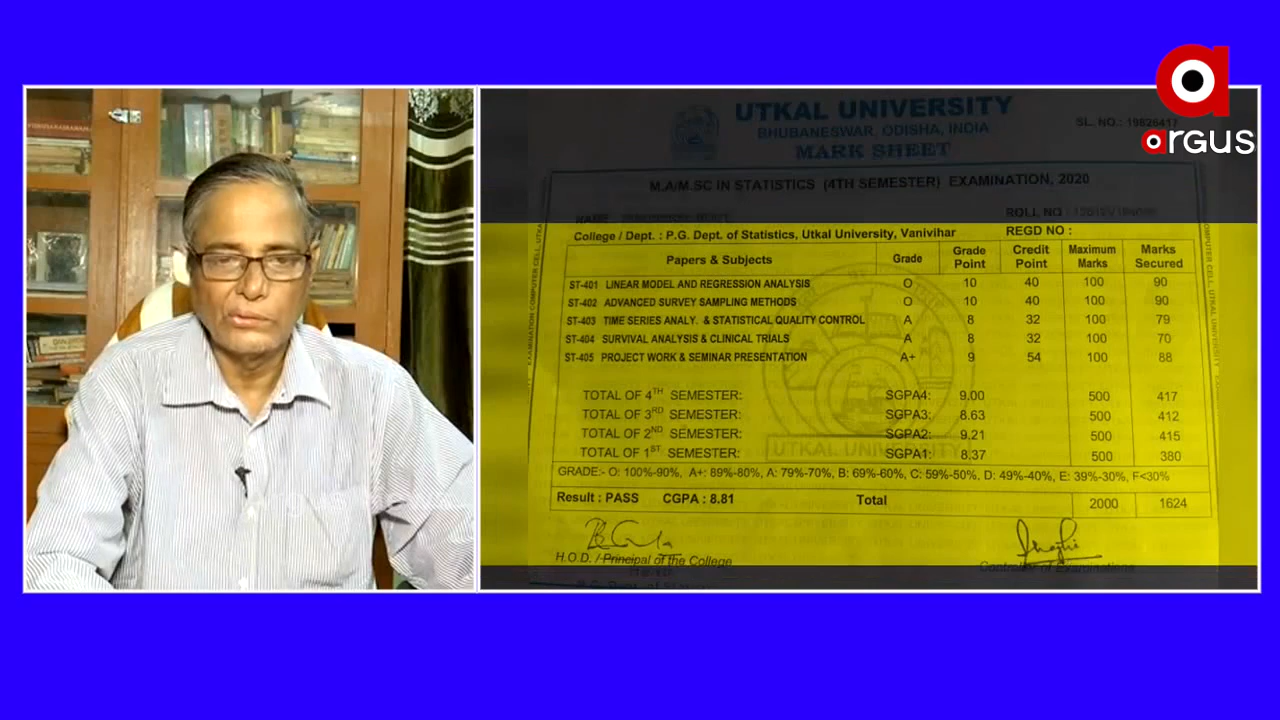 argus
UTKAL UNIVERSITY
BHUBANESWAR, ODISHA, INDIA
MARK SHEET
SL. NO.: 19826417
M.A/M.SC IN STATISTICS (4TH SEMESTER) EXAMINATION, 2020
NAME ROLL NO :
College / Dept. : P.G. Dept. of Statistics, Utkal University, Vanivihar REGD NO :
Papers & Subjects Grade Grade Point Credit Point Maximum Marks Marks Secured
ST-401 LINEAR MODEL AND REGRESSION ANALYSIS O 10 40 100 90
ST-402 ADVANCED SURVEY SAMPLING METHODS O 10 40 100 90
ST-403 TIME SERIES ANALY. & STATISTICAL QUALITY CONTROL A 8 32 100 79
ST-404 SURVIVAL ANALYSIS & CLINICAL TRIALS A 8 32 100 70
ST-405 PROJECT WORK & SEMINAR PRESENTATION A+ 9 54 100 88
TOTAL OF 4TH SEMESTER: SGPA4: 9.00 500 417
TOTAL OF 3RD SEMESTER: SGPA3: 8.63 500 412
TOTAL OF 2ND SEMESTER: SGPA2: 9.21 500 415
TOTAL OF 1ST SEMESTER: SGPA1: 8.37 500 380
UTKAL UNIVERSITY
GRADE:- O: 100%-90%, A+: 89%-80%, A: 79%-70%, B: 69%-60%, C: 59%-50%, D: 49%-40%, E: 39%-30%, F<30%
Result : PASS CGPA : 8.81 Total 2000 1624
H.O.D. / Principal of the College
Controller of Examinations